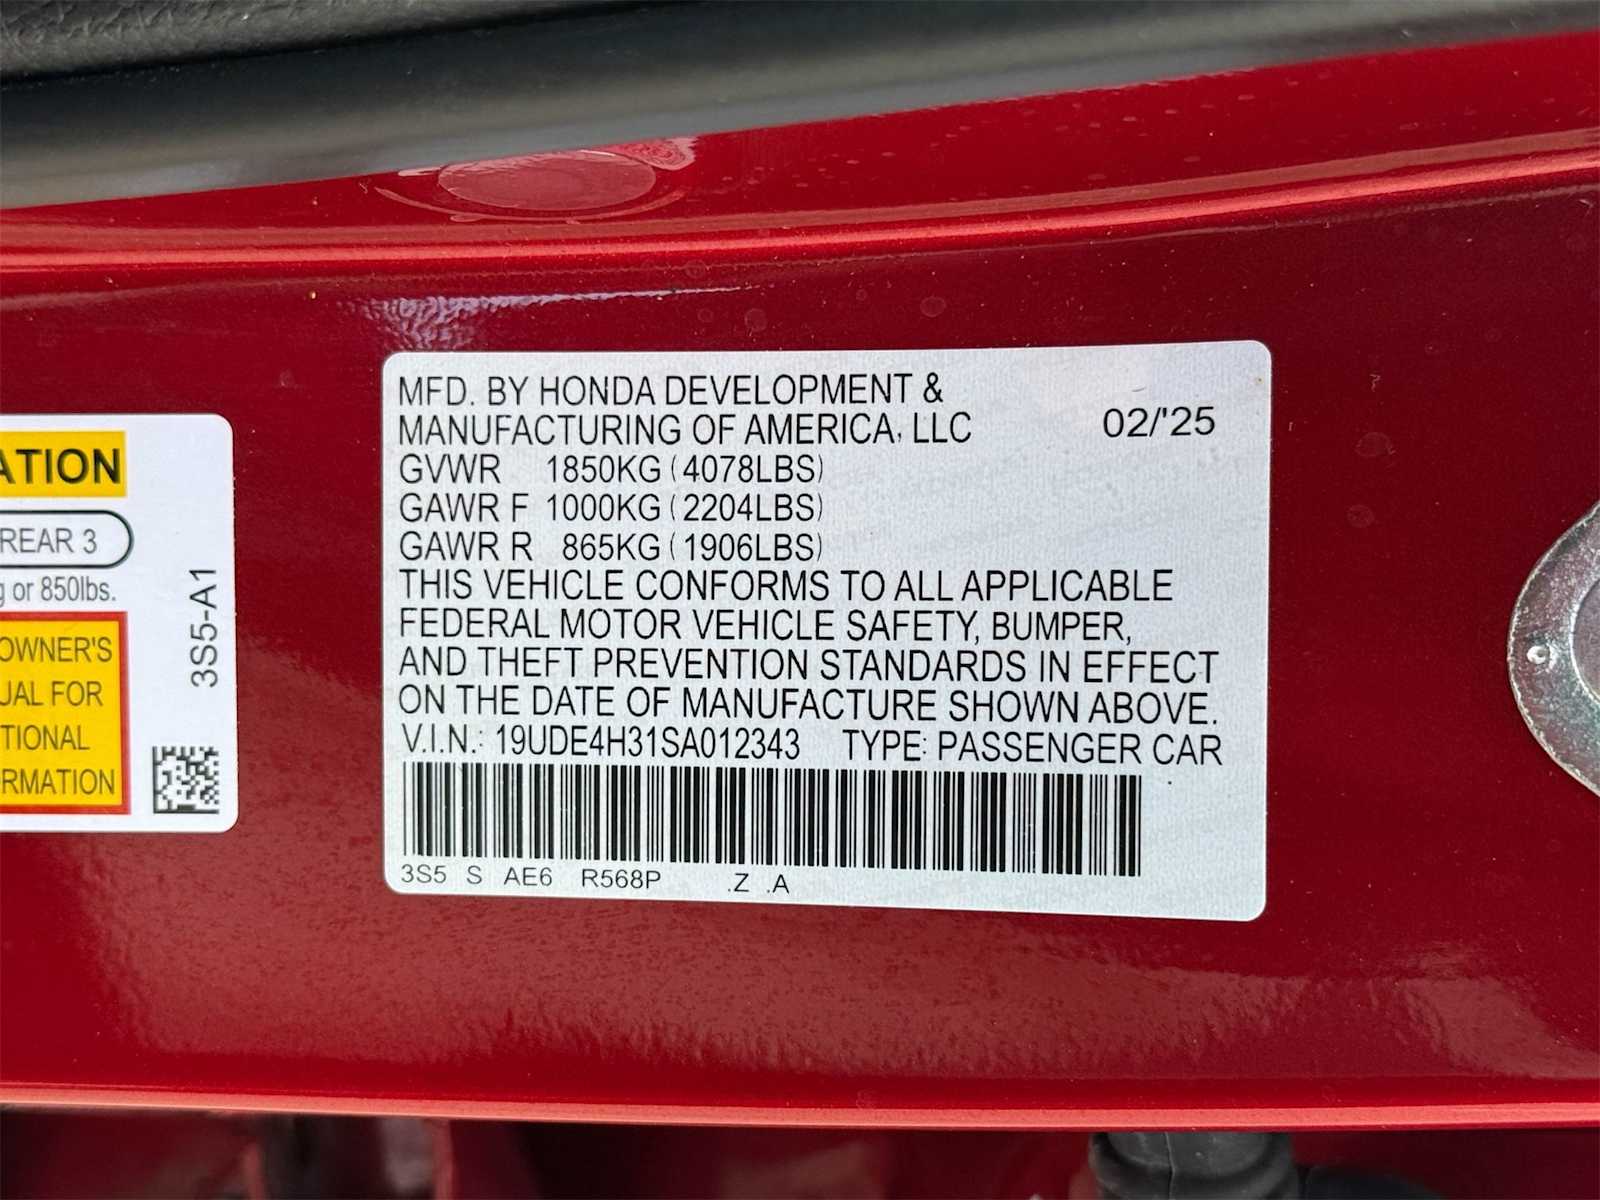 ATION
REAR 3
g or 850lbs.
OWNER'S
UAL FOR
TIONAL
RMATION
3S5-A1
MFD. BY HONDA DEVELOPMENT &
MANUFACTURING OF AMERICA, LLC 02/'25
GVWR 1850KG (4078LBS)
GAWR F 1000KG (2204LBS)
GAWR R 865KG (1906LBS)
THIS VEHICLE CONFORMS TO ALL APPLICABLE
FEDERAL MOTOR VEHICLE SAFETY, BUMPER,
AND THEFT PREVENTION STANDARDS IN EFFECT
ON THE DATE OF MANUFACTURE SHOWN ABOVE.
V.I.N.: 19UDE4H31SA012343 TYPE: PASSENGER CAR
3S5 S AE6 R568P .Z .A